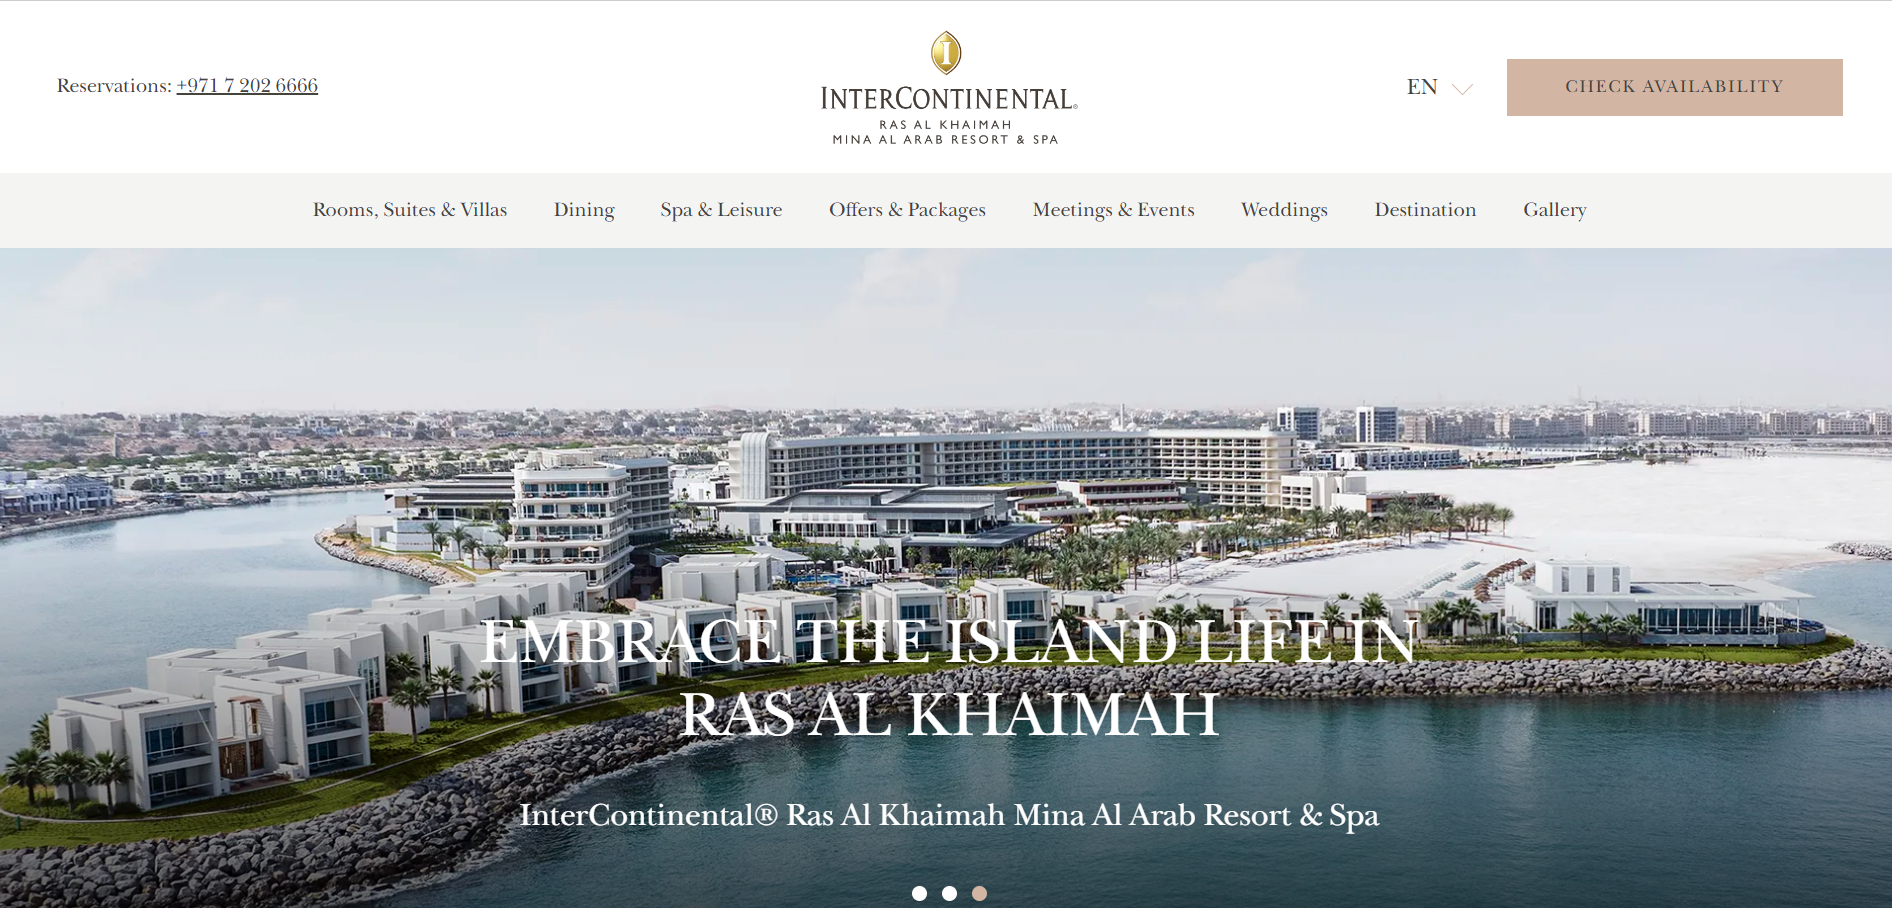 Reservations: +971 7 202 6666
I
INTERCONTINENTAL®
RAS AL KHAIMAH
MINA AL ARAB RESORT & SPA
EN
CHECK AVAILABILITY
Rooms, Suites & Villas
Dining
Spa & Leisure
Offers & Packages
Meetings & Events
Weddings
Destination
Gallery
EMBRACE THE ISLAND LIFE IN
RAS AL KHAIMAH
InterContinental® Ras Al Khaimah Mina Al Arab Resort & Spa